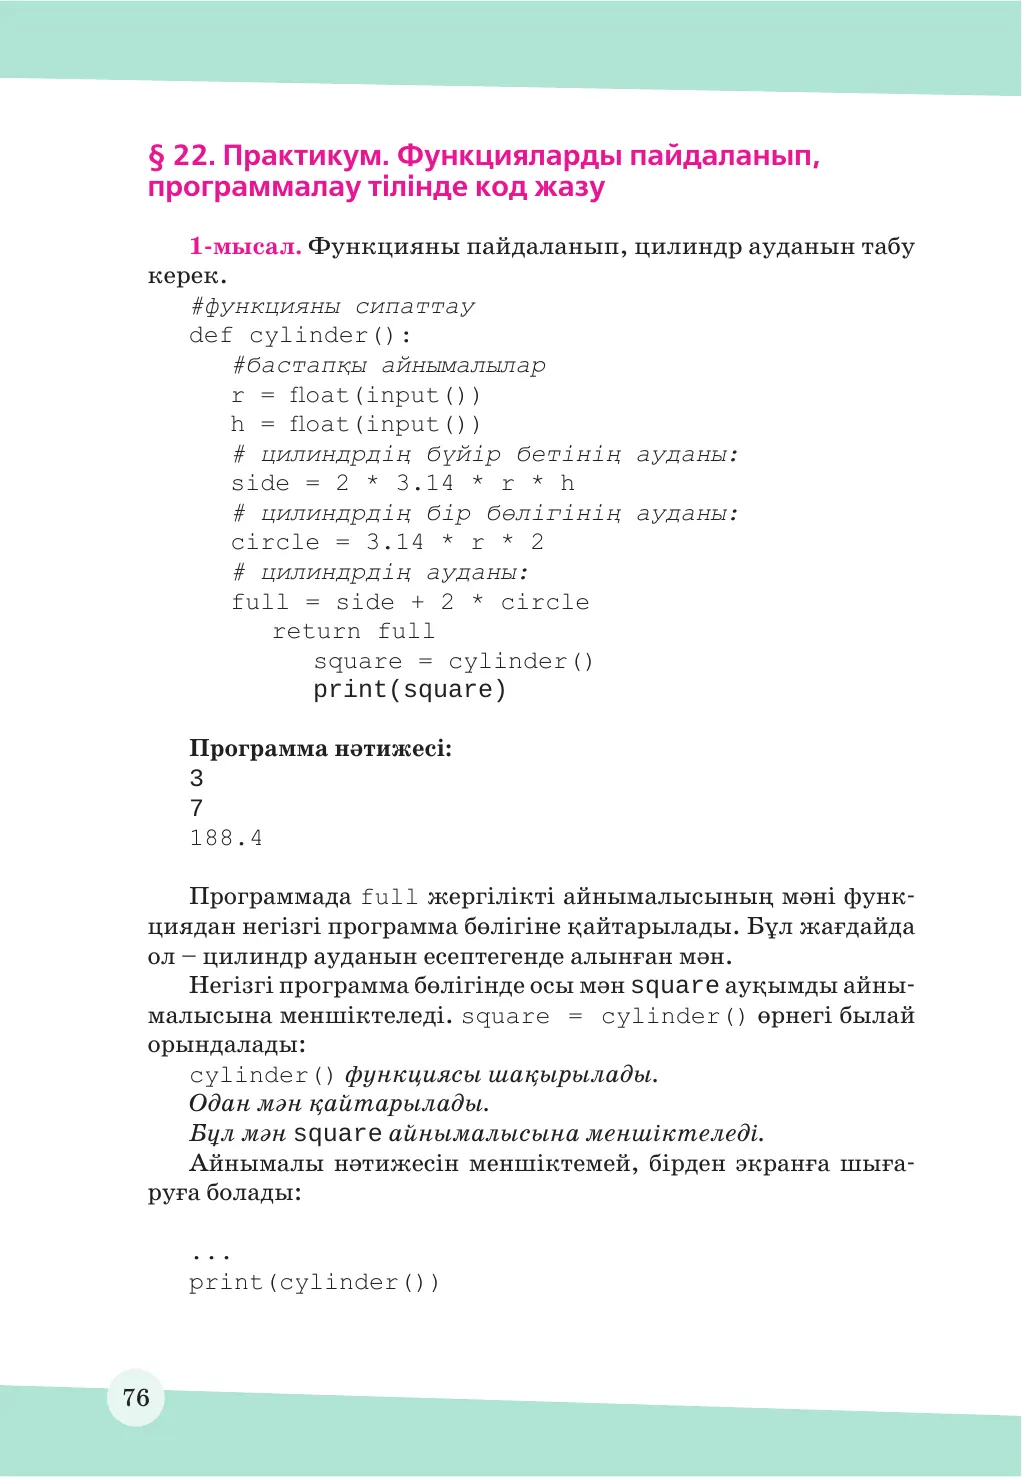 § 22. Практикум. Функцияларды пайдаланып,
программалау тілінде код жазу
1-мысал. Функцияны пайдаланып, цилиндр ауданын табу
керек.
#функцияны сипаттау
def cylinder():
#бастапқы айнымалылар
r = float(input())
h = float(input())
# цилиндрдің бүйір бетінің ауданы:
side = 2 * 3.14 * r * h
# цилиндрдің бір бөлігінің ауданы:
circle = 3.14 * r * 2
# цилиндрдің ауданы:
full = side + 2 * circle
return full
square = cylinder()
print(square)
Программа нәтижесі:
3
7
188.4
Программада full жергілікті айнымалысының мәні функ-
циядан негізгі программа бөлігіне қайтарылады. Бұл жағдайда
ол – цилиндр ауданын есептегенде алынған мән.
Негізгі программа бөлігінде осы мән square ауқымды айны-
малысына меншіктеледі. square = cylinder() өрнегі былай
орындалады:
cylinder() функциясы шақырылады.
Одан мән қайтарылады.
Бұл мән square айнымалысына меншіктеледі.
Айнымалы нәтижесін меншіктемей, бірден экранға шыға-
руға болады:
...
print(cylinder())
76